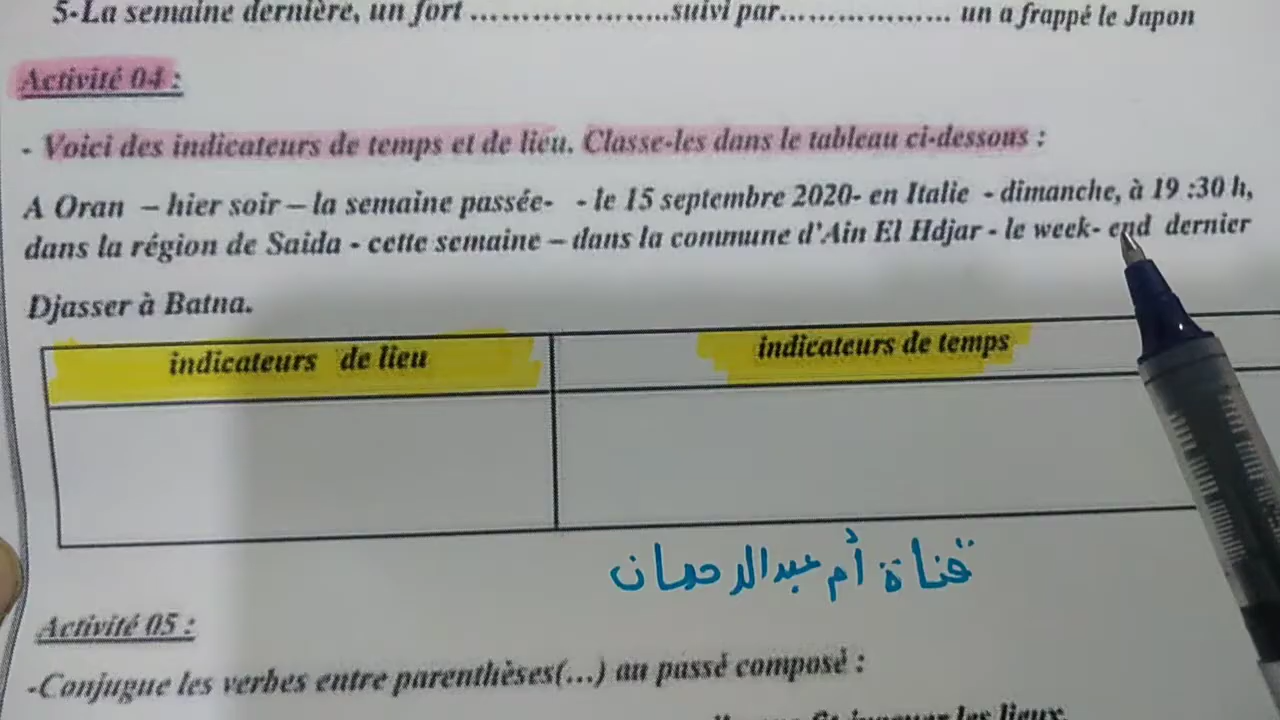 5-La semaine dernière, un fort ......................suivi par................... un a frappé le Japon
Activité 04 :
- Voici des indicateurs de temps et de lieu. Classe-les dans le tableau ci-dessous :
A Oran – hier soir – la semaine passée- - le 15 septembre 2020- en Italie - dimanche, à 19 :30 h,
dans la région de Saida - cette semaine – dans la commune d'Ain El Hdjar - le week- end dernier
Djasser à Batna.
indicateurs de lieu
indicateurs de temps
قناة أم عبد الرحمان
Activité 05 :
-Conjugue les verbes entre parenthèses(...) au passé composé :
les lieux